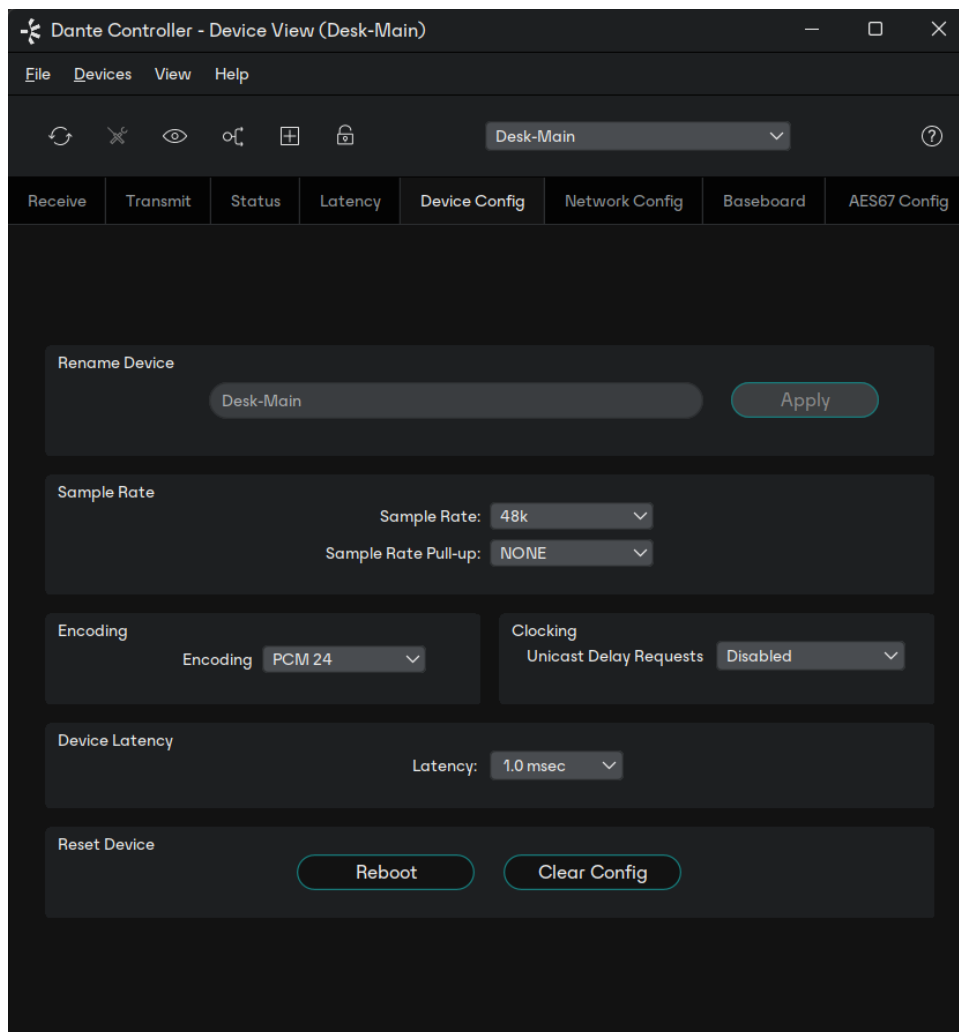 Dante Controller - Device View (Desk-Main)
File Devices View Help
Desk-Main
Receive Transmit Status Latency Device Config Network Config Baseboard AES67 Config
Rename Device
Desk-Main Apply
Sample Rate
Sample Rate: 48k
Sample Rate Pull-up: NONE
Encoding
Encoding PCM 24
Clocking
Unicast Delay Requests Disabled
Device Latency
Latency: 1.0 msec
Reset Device
Reboot Clear Config